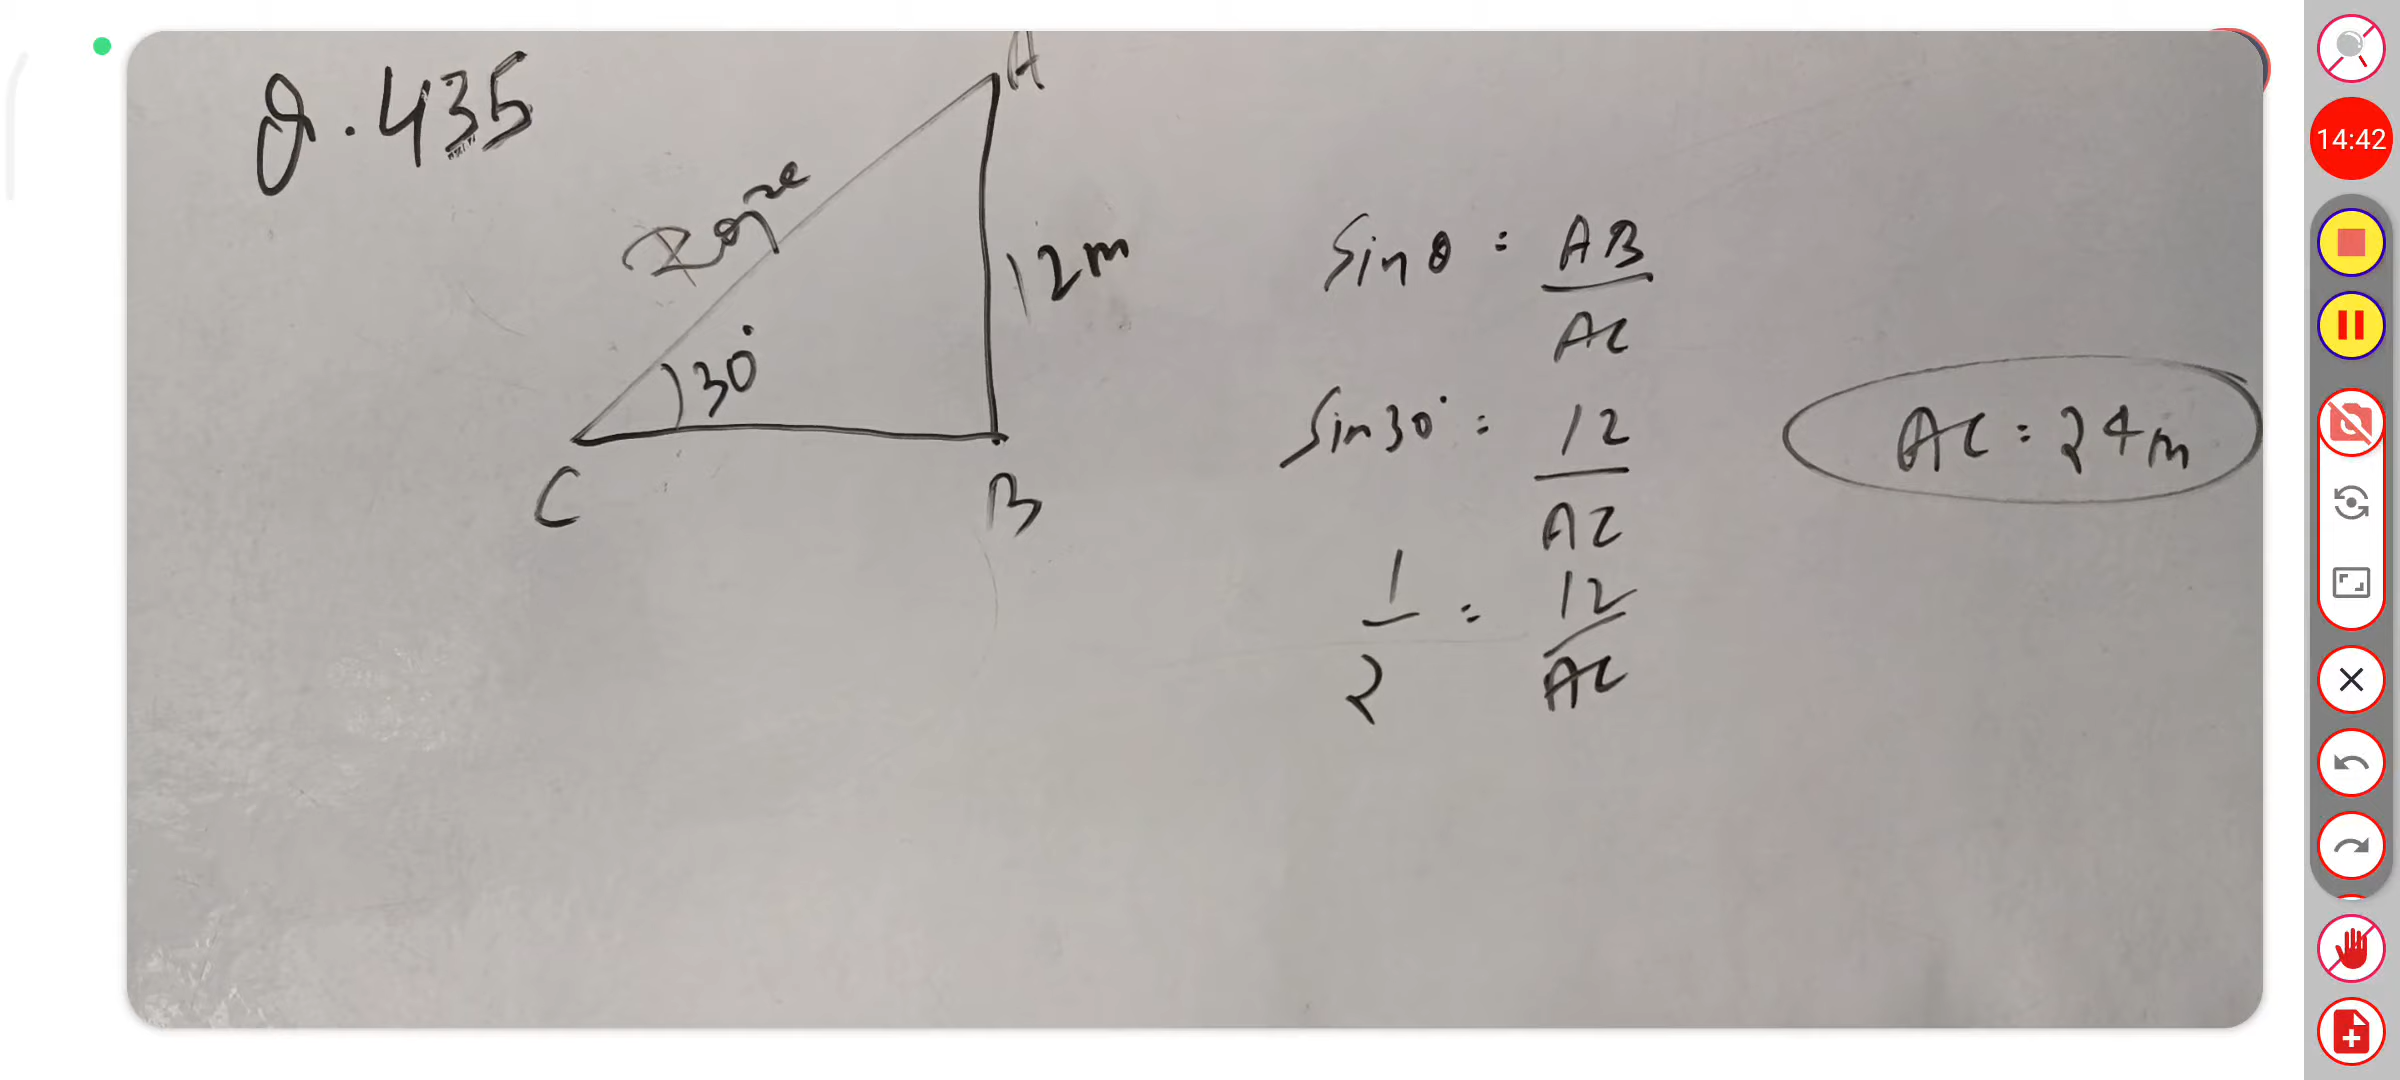 Q.435
A
Rope
12m
30°
C
B
Sin θ = AB/AC
Sin 30° = 12/AC
1/2 = 12/AC
AC = 24m
14:42